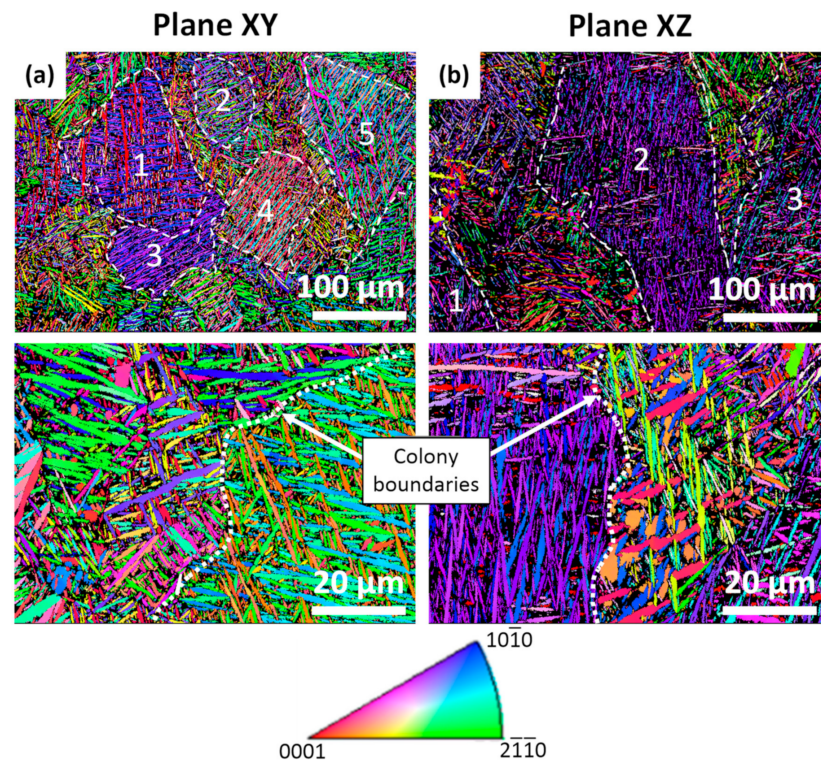 Plane XY
Plane XZ
(a)
2
5
1
4
3
100 μm
(b)
2
3
1
100 μm
Colony
boundaries
20 μm
20 μm
101̅0
0001
2̅1̅10